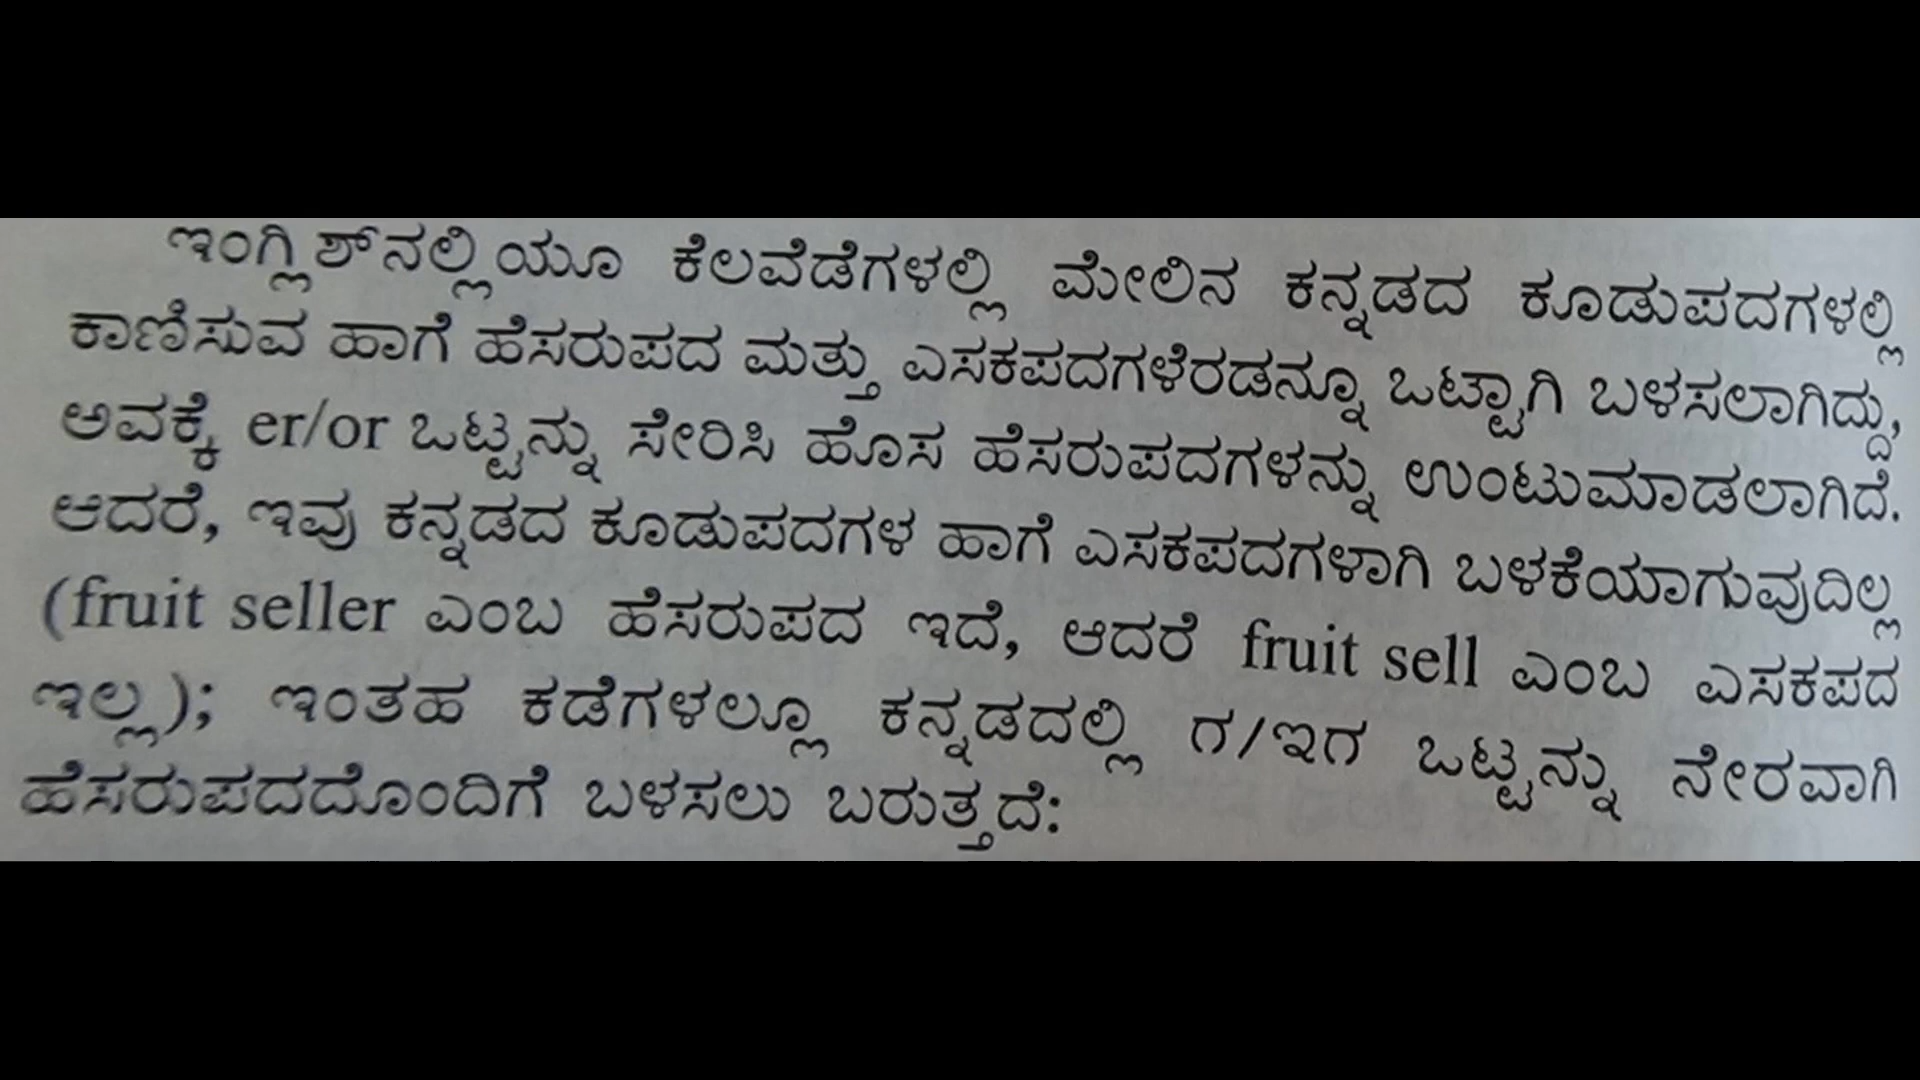 ಇಂಗ್ಲಿಶ್‌ನಲ್ಲಿಯೂ ಕೆಲವೆಡೆಗಳಲ್ಲಿ ಮೇಲಿನ ಕನ್ನಡದ ಕೂಡುಪದಗಳಲ್ಲಿ
ಕಾಣಿಸುವ ಹಾಗೆ ಹೆಸರುಪದ ಮತ್ತು ಎಸಕಪದಗಳೆರಡನ್ನೂ ಒಟ್ಟಾಗಿ ಬಳಸಲಾಗಿದ್ದು,
ಅವಕ್ಕೆ er/or ಒಟ್ಟನ್ನು ಸೇರಿಸಿ ಹೊಸ ಹೆಸರುಪದಗಳನ್ನು ಉಂಟುಮಾಡಲಾಗಿದೆ.
ಆದರೆ, ಇವು ಕನ್ನಡದ ಕೂಡುಪದಗಳ ಹಾಗೆ ಎಸಕಪದಗಳಾಗಿ ಬಳಕೆಯಾಗುವುದಿಲ್ಲ
(fruit seller ಎಂಬ ಹೆಸರುಪದ ಇದೆ, ಆದರೆ fruit sell ಎಂಬ ಎಸಕಪದ
ಇಲ್ಲ); ಇಂತಹ ಕಡೆಗಳಲ್ಲೂ ಕನ್ನಡದಲ್ಲಿ ಗ/ಇಗ ಒಟ್ಟನ್ನು ನೇರವಾಗಿ
ಹೆಸರುಪದದೊಂದಿಗೆ ಬಳಸಲು ಬರುತ್ತದೆ: